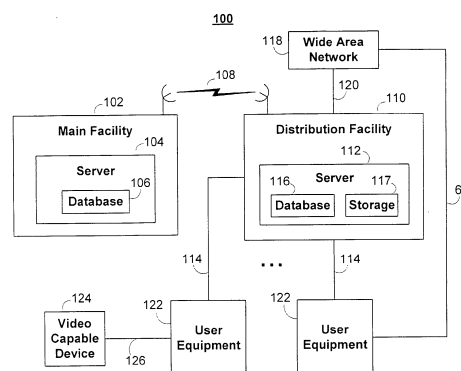 100
118
Wide Area
Network
108
120
102
110
Main Facility
104
Server
Database
106
Distribution Facility
112
Server
116
117
Database
Storage
6
114
...
114
124
Video
Capable
Device
126
122
User
Equipment
122
User
Equipment